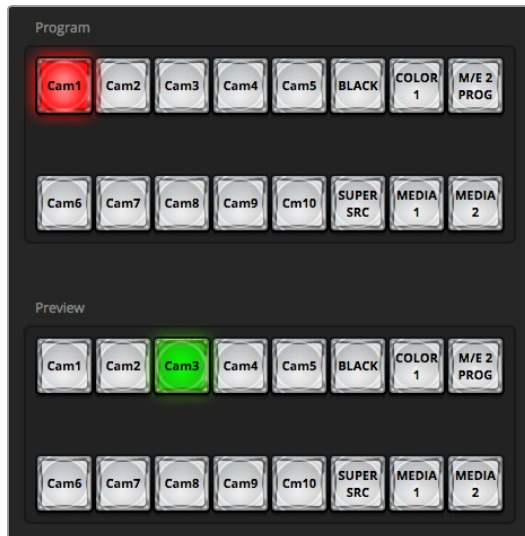 Program
Cam1 Cam2 Cam3 Cam4 Cam5 BLACK COLOR 1 M/E 2 PROG
Cam6 Cam7 Cam8 Cam9 Cm10 SUPER SRC MEDIA 1 MEDIA 2
Preview
Cam1 Cam2 Cam3 Cam4 Cam5 BLACK COLOR 1 M/E 2 PROG
Cam6 Cam7 Cam8 Cam9 Cm10 SUPER SRC MEDIA 1 MEDIA 2